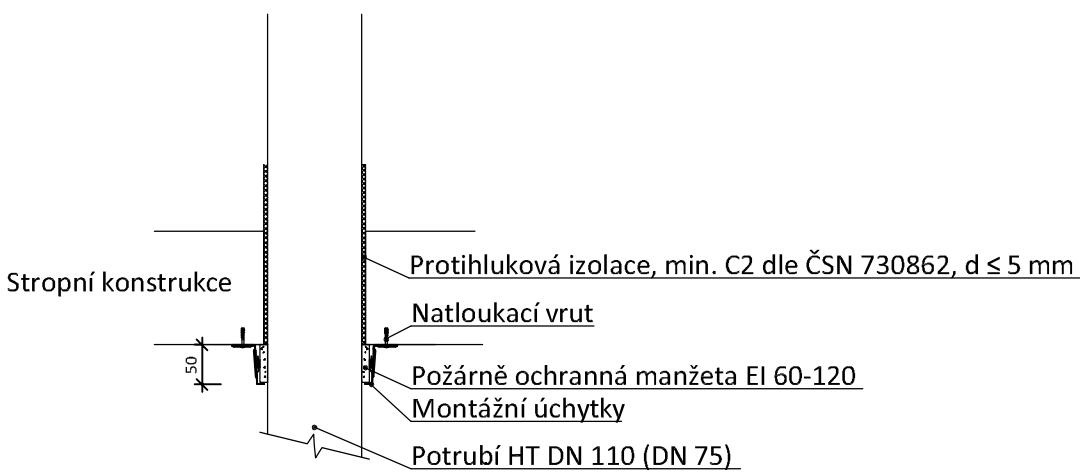 Protihluková izolace, min. C2 dle ČSN 730862, d ≤ 5 mm
Stropní konstrukce
Natloukací vrut
50
Požárně ochranná manžeta EI 60-120
Montážní úchytky
Potrubí HT DN 110 (DN 75)